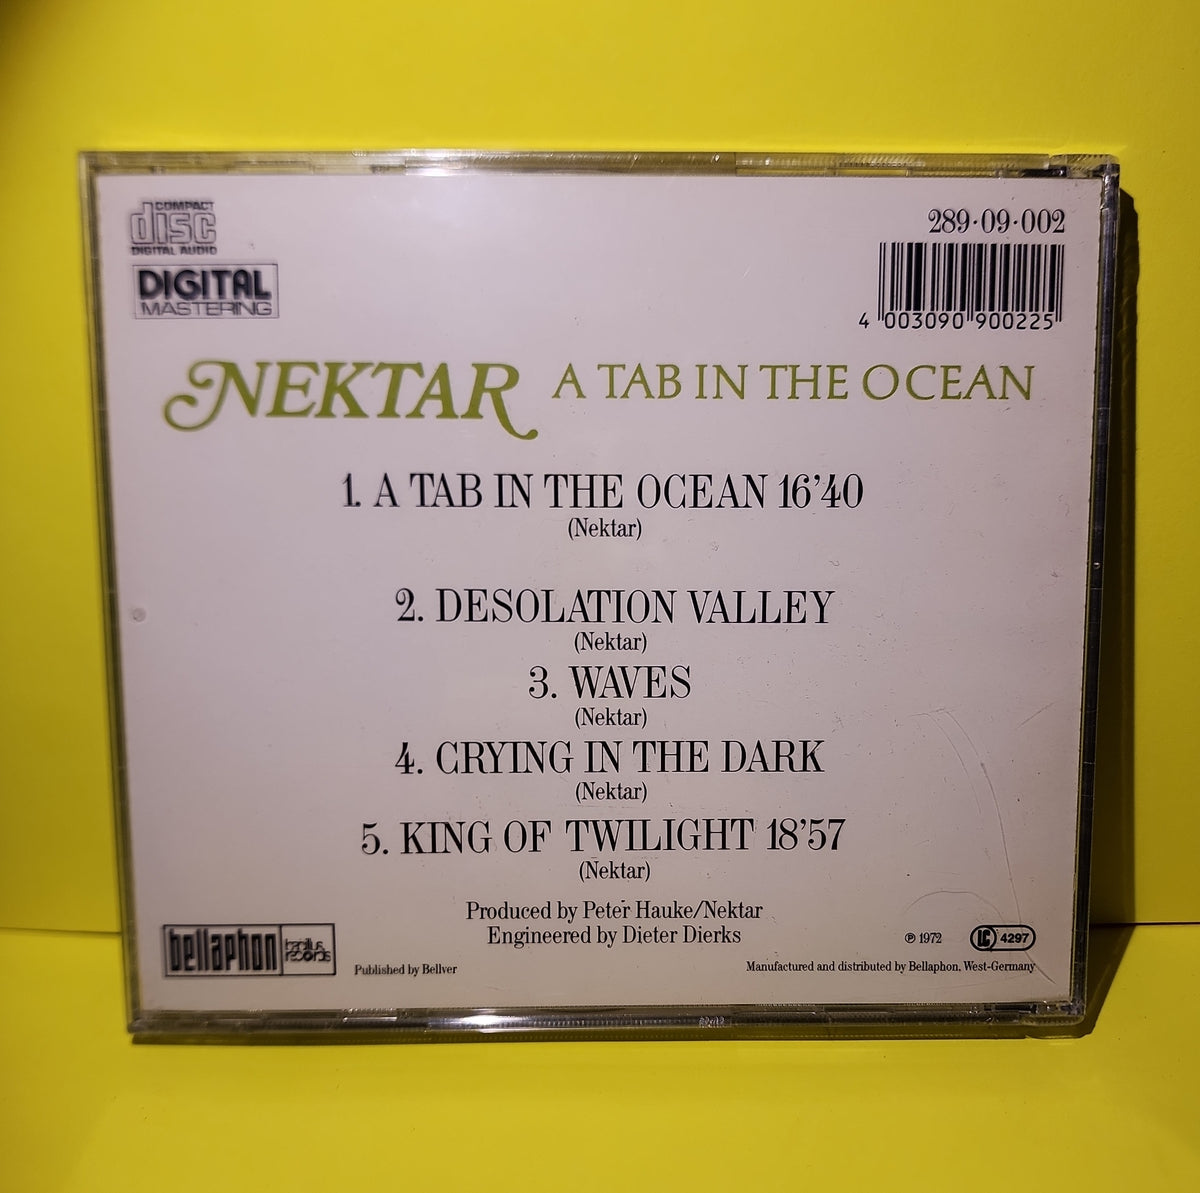 COMPACT
disc
DIGITAL AUDIO
DIGITAL
MASTERING
289·09·002
4 003090 900225
NEKTAR A TAB IN THE OCEAN
1. A TAB IN THE OCEAN 16’40
(Nektar)
2. DESOLATION VALLEY
(Nektar)
3. WAVES
(Nektar)
4. CRYING IN THE DARK
(Nektar)
5. KING OF TWILIGHT 18’57
(Nektar)
Produced by Peter Hauke/Nektar
Engineered by Dieter Dierks
bellaphon
bacillus
records
Published by Bellver
℗ 1972
LC 4297
Manufactured and distributed by Bellaphon, West-Germany